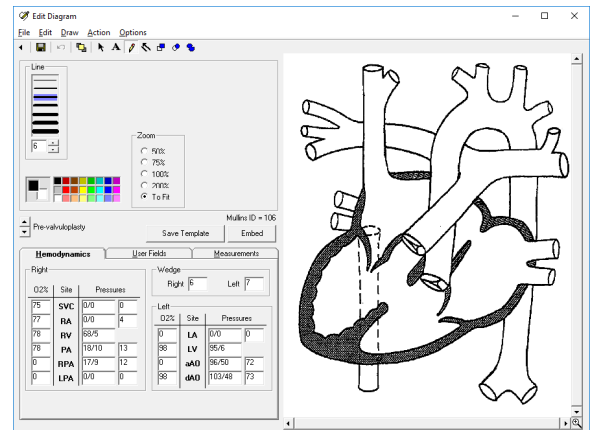 Edit Diagram
File Edit Draw Action Options
Line
6
Zoom
50%
75%
100%
200%
To Fit
Mullins ID = 106
Pre-valvuloplasty
Save Template Embed
Hemodynamics User Fields Measurements
Right
O2% Site Pressures
75 SVC 0/0 0
77 RA 0/0 4
78 RV 68/5
78 PA 18/10 13
0 RPA 17/9 12
0 LPA 0/0 0
Wedge
Right 6 Left 7
Left
O2% Site Pressures
0 LA 0/0 0
98 LV 95/6
0 aAO 96/50 72
98 dAO 103/48 73